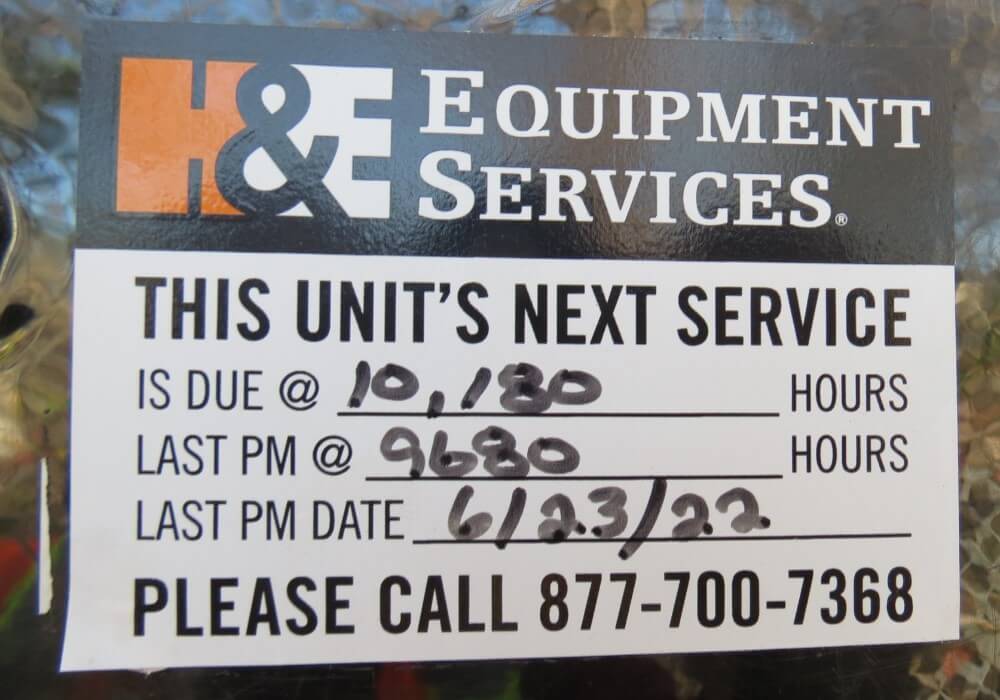 H&E EQUIPMENT
SERVICES®
THIS UNIT'S NEXT SERVICE
IS DUE @ 10,180 HOURS
LAST PM @ 9680 HOURS
LAST PM DATE 6/23/22
PLEASE CALL 877-700-7368